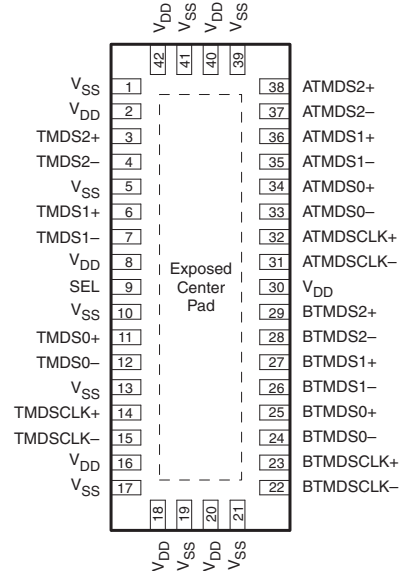 VDD VSS VDD VSS
42 41 40 39
VSS 1 38 ATMDS2+
VDD 2 37 ATMDS2–
TMDS2+ 3 36 ATMDS1+
TMDS2– 4 35 ATMDS1–
VSS 5 34 ATMDS0+
TMDS1+ 6 33 ATMDS0–
TMDS1– 7 32 ATMDSCLK+
VDD 8 31 ATMDSCLK–
SEL 9 30 VDD
VSS 10 29 BTMDS2+
TMDS0+ 11 28 BTMDS2–
TMDS0– 12 27 BTMDS1+
VSS 13 26 BTMDS1–
TMDSCLK+ 14 25 BTMDS0+
TMDSCLK– 15 24 BTMDS0–
VDD 16 23 BTMDSCLK+
VSS 17 22 BTMDSCLK–
Exposed
Center
Pad
18 19 20 21
VDD VSS VDD VSS